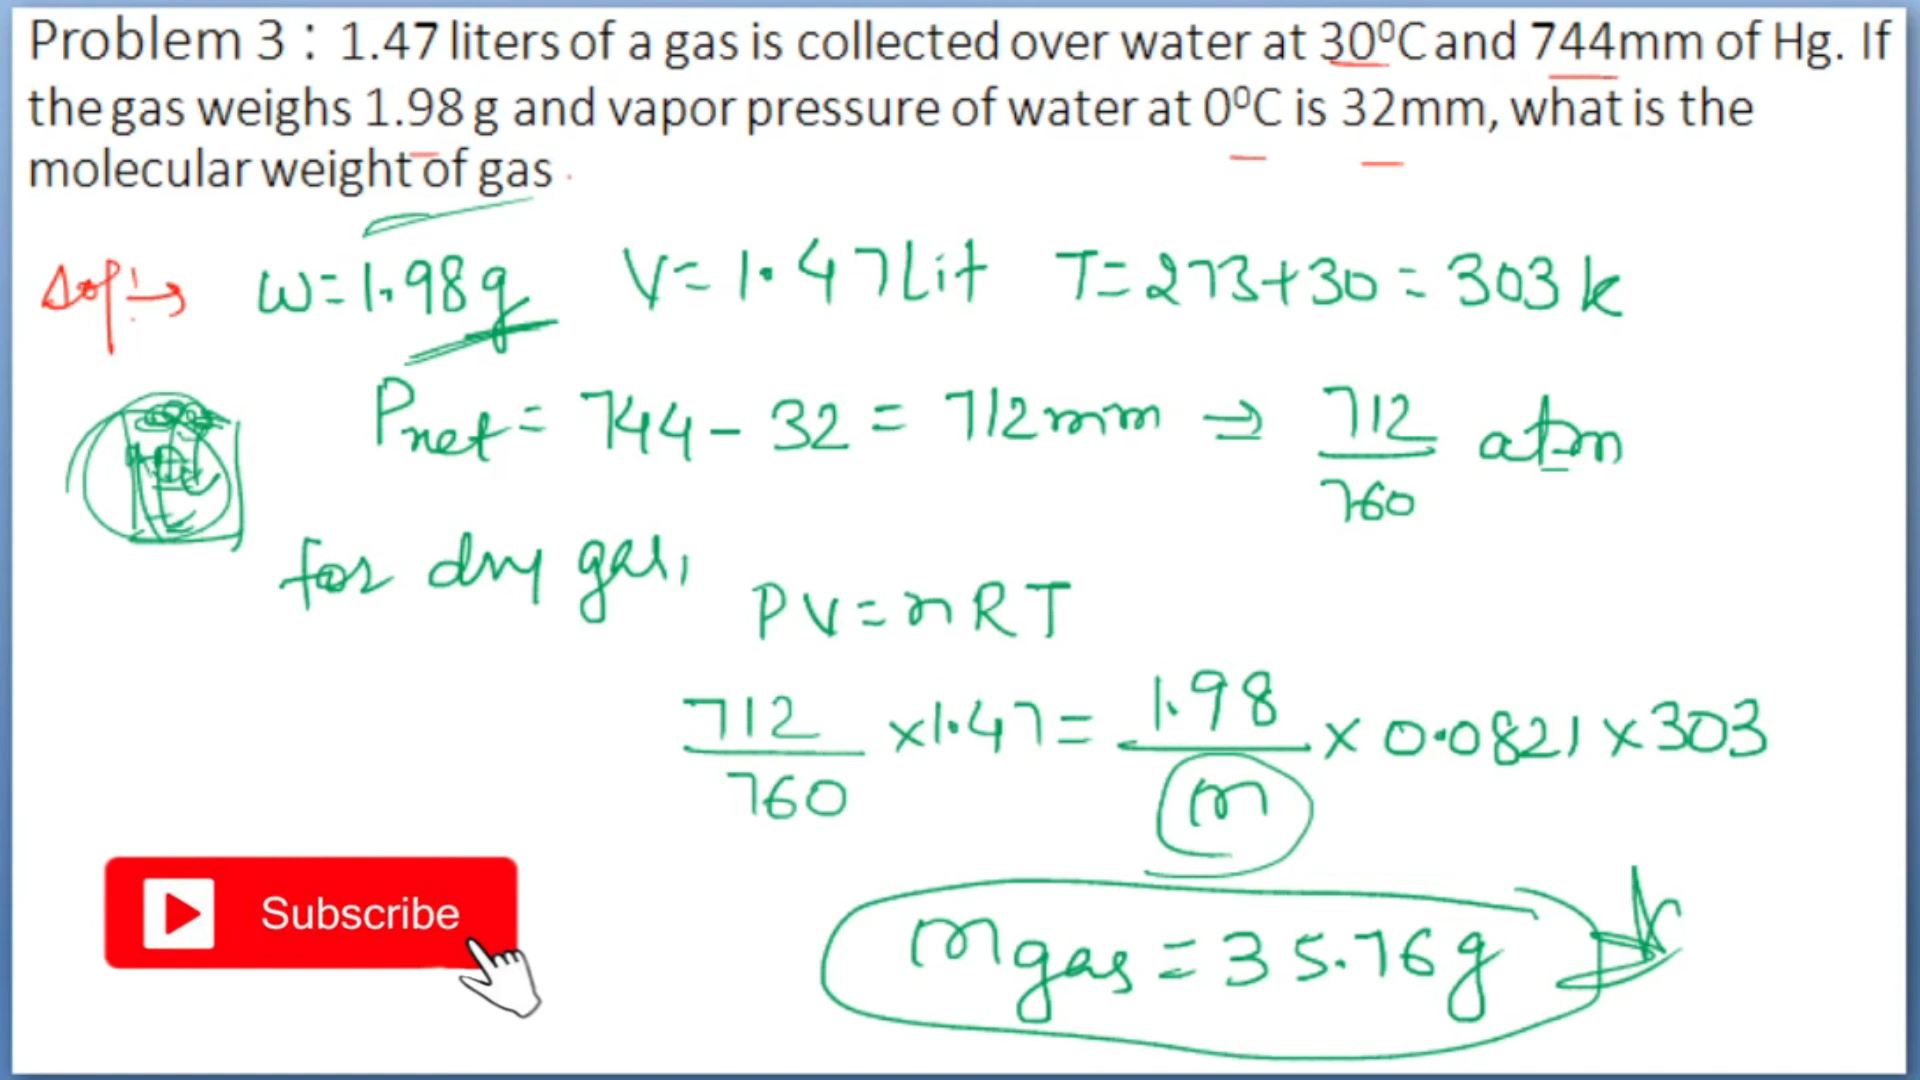 Problem 3 : 1.47 liters of a gas is collected over water at 30⁰C and 744mm of Hg. If
the gas weighs 1.98 g and vapor pressure of water at 0⁰C is 32mm, what is the
molecular weight of gas
Sol:→ W=1.98g V=1.47Lit T=273+30=303k
Pnet= 744-32= 712mm ⇒ 712/760 atm
for dry gas,
PV=nRT
712/760 ×1.47= 1.98/m × 0.0821×303
Subscribe
mgas=35.76g